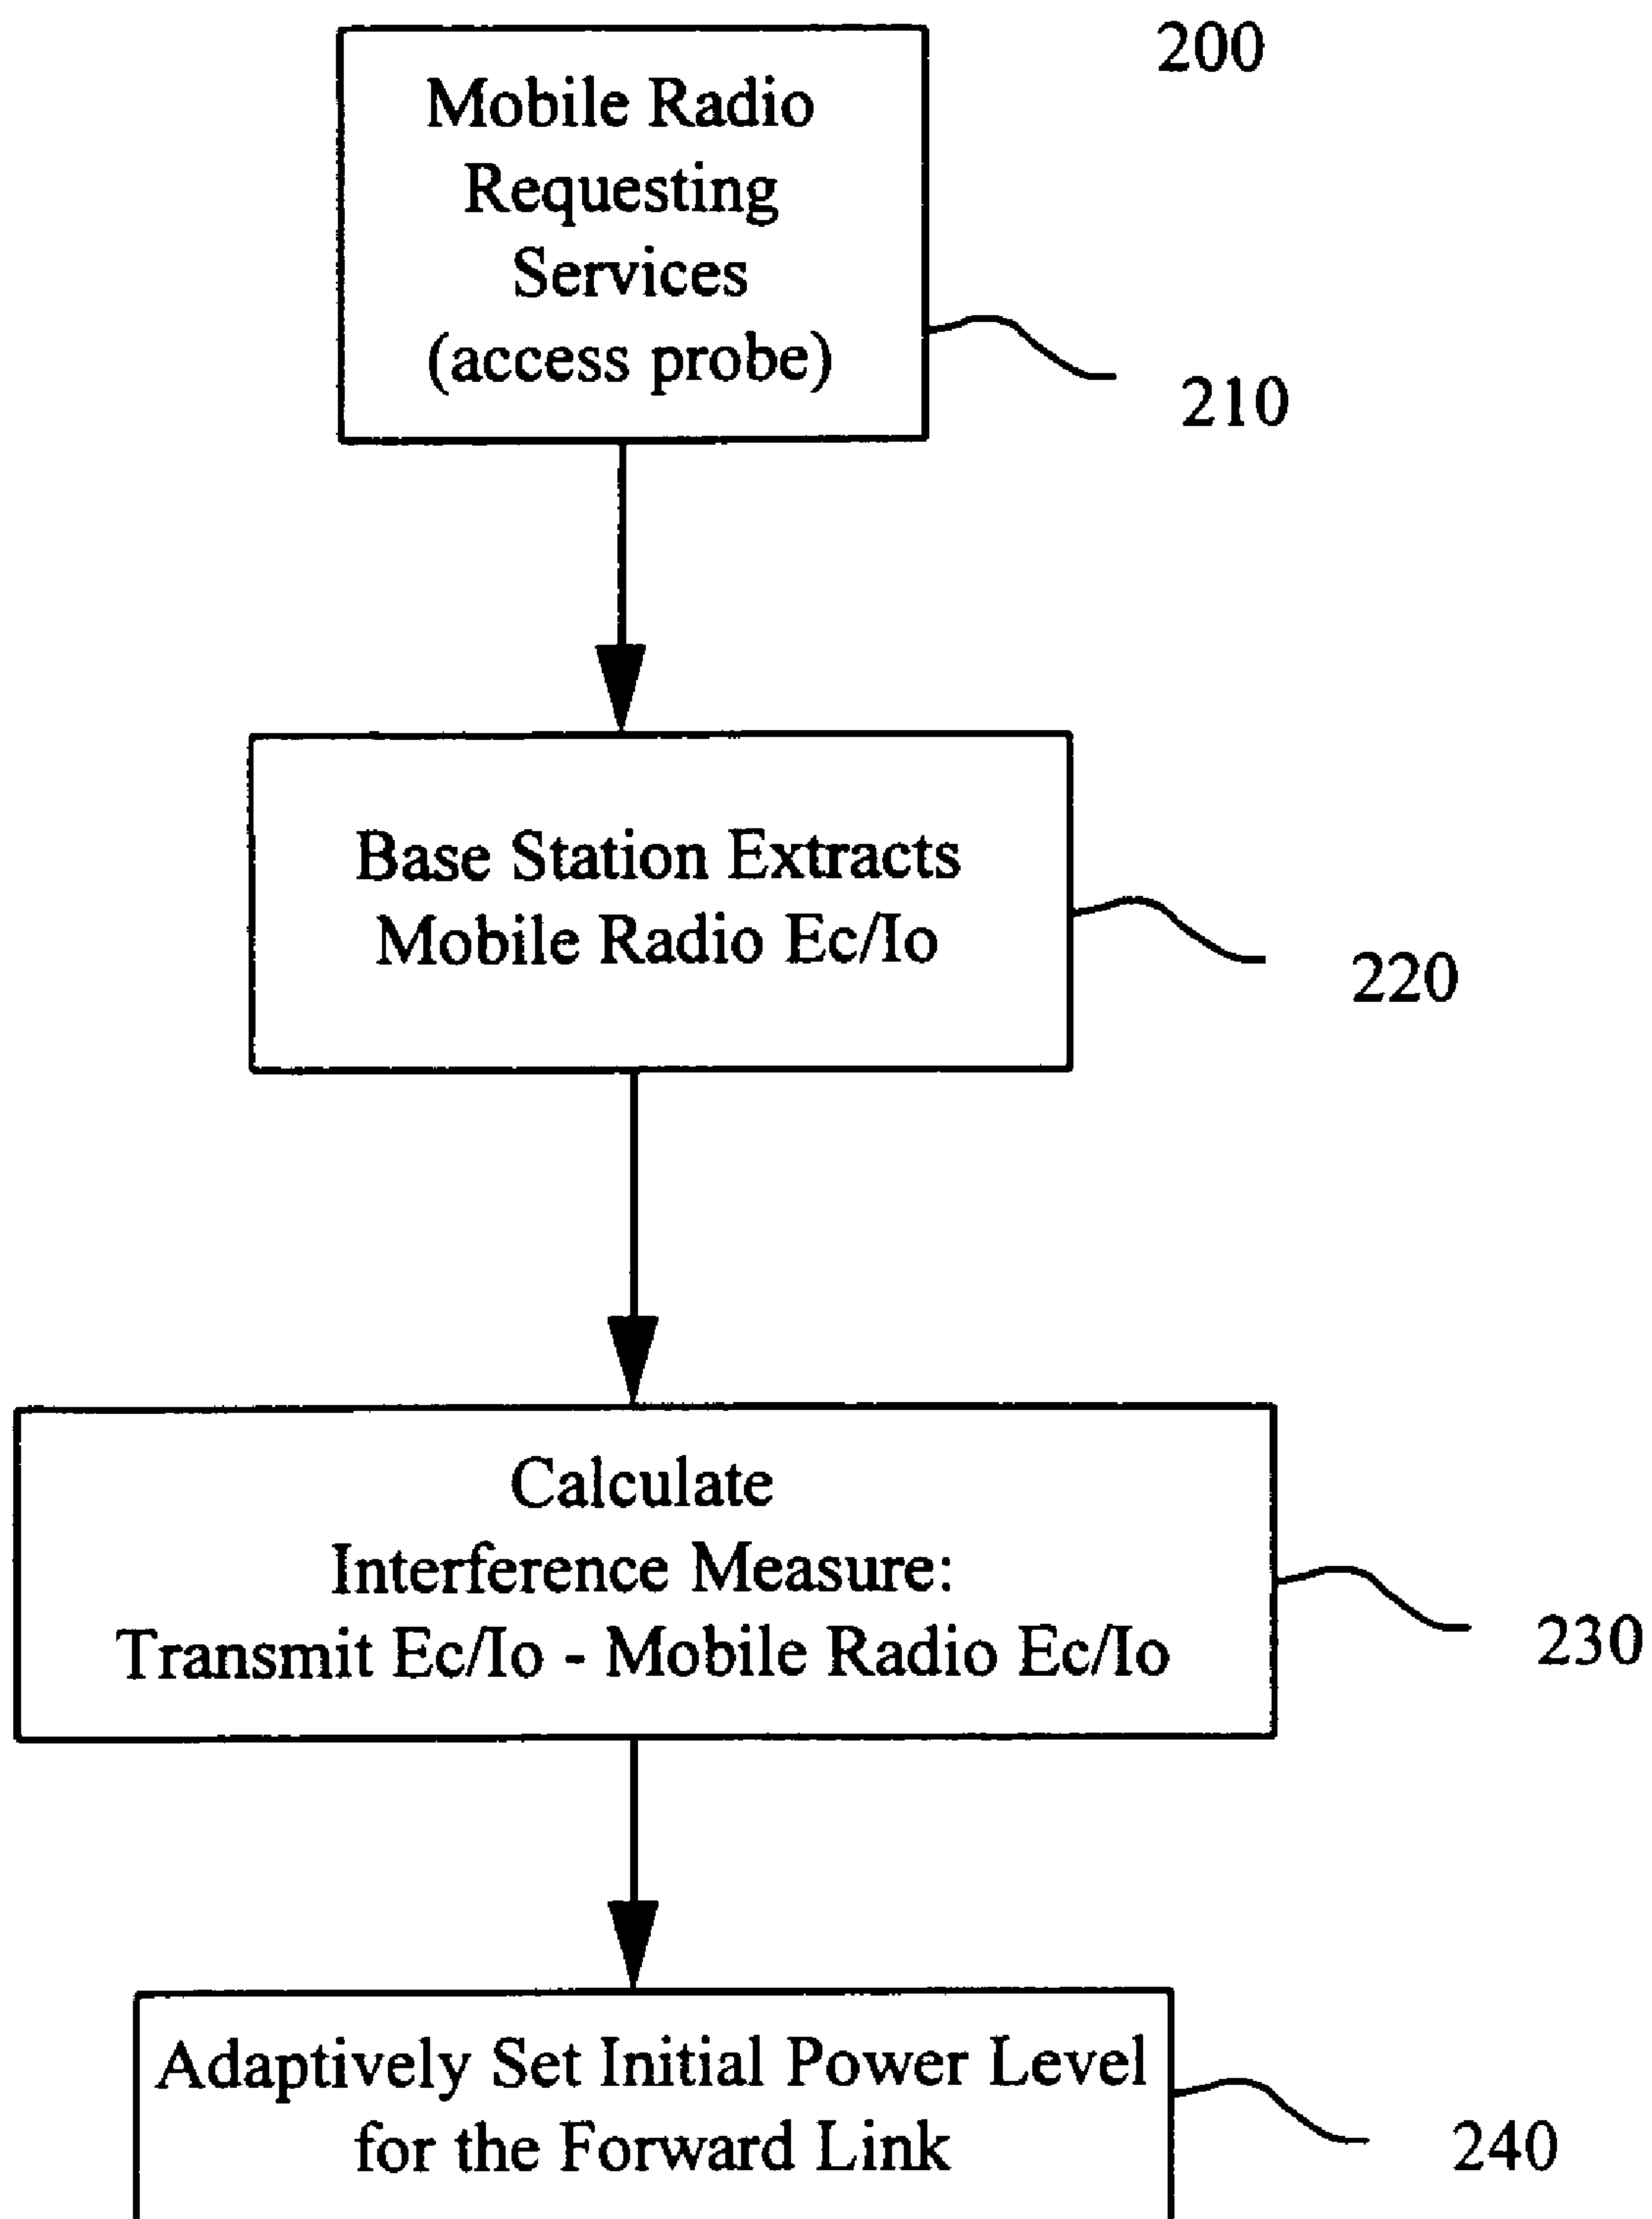 200
Mobile Radio
Requesting
Services
(access probe)
210
Base Station Extracts
Mobile Radio Ec/Io
220
Calculate
Interference Measure:
Transmit Ec/Io - Mobile Radio Ec/Io
230
Adaptively Set Initial Power Level
for the Forward Link
240